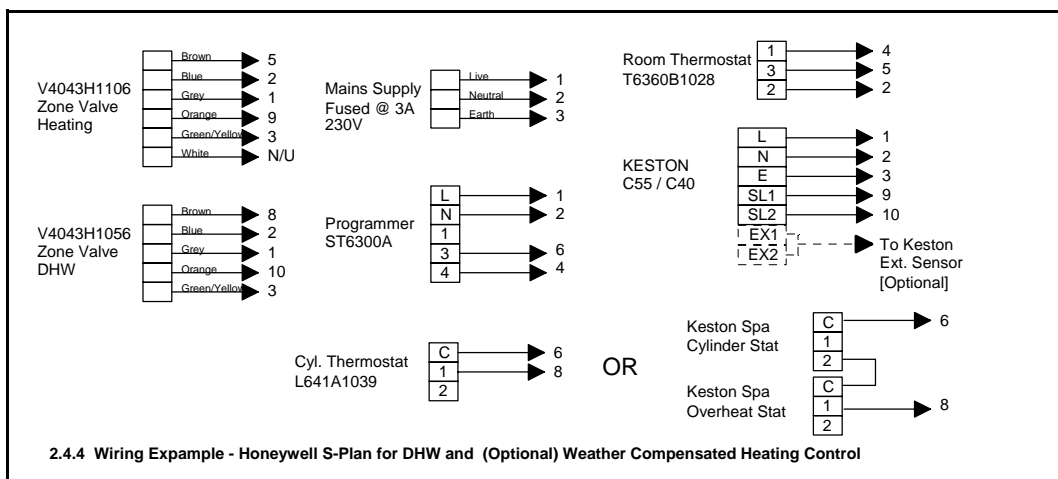 V4043H1106
Zone Valve
Heating
Brown 5
Blue 2
Grey 1
Orange 9
Green/Yellow 3
White N/U
V4043H1056
Zone Valve
DHW
Brown 8
Blue 2
Grey 1
Orange 10
Green/Yellow 3
Mains Supply
Fused @ 3A
230V
Live 1
Neutral 2
Earth 3
Programmer
ST6300A
L 1
N 2
1
3 6
4 4
Room Thermostat
T6360B1028
1 4
3 5
2 2
KESTON
C55 / C40
L 1
N 2
E 3
SL1 9
SL2 10
EX1
EX2
To Keston
Ext. Sensor
[Optional]
Cyl. Thermostat
L641A1039
C 6
1 8
2
OR
Keston Spa
Cylinder Stat
C 6
1
2
Keston Spa
Overheat Stat
C
1 8
2
2.4.4 Wiring Expample - Honeywell S-Plan for DHW and (Optional) Weather Compensated Heating Control